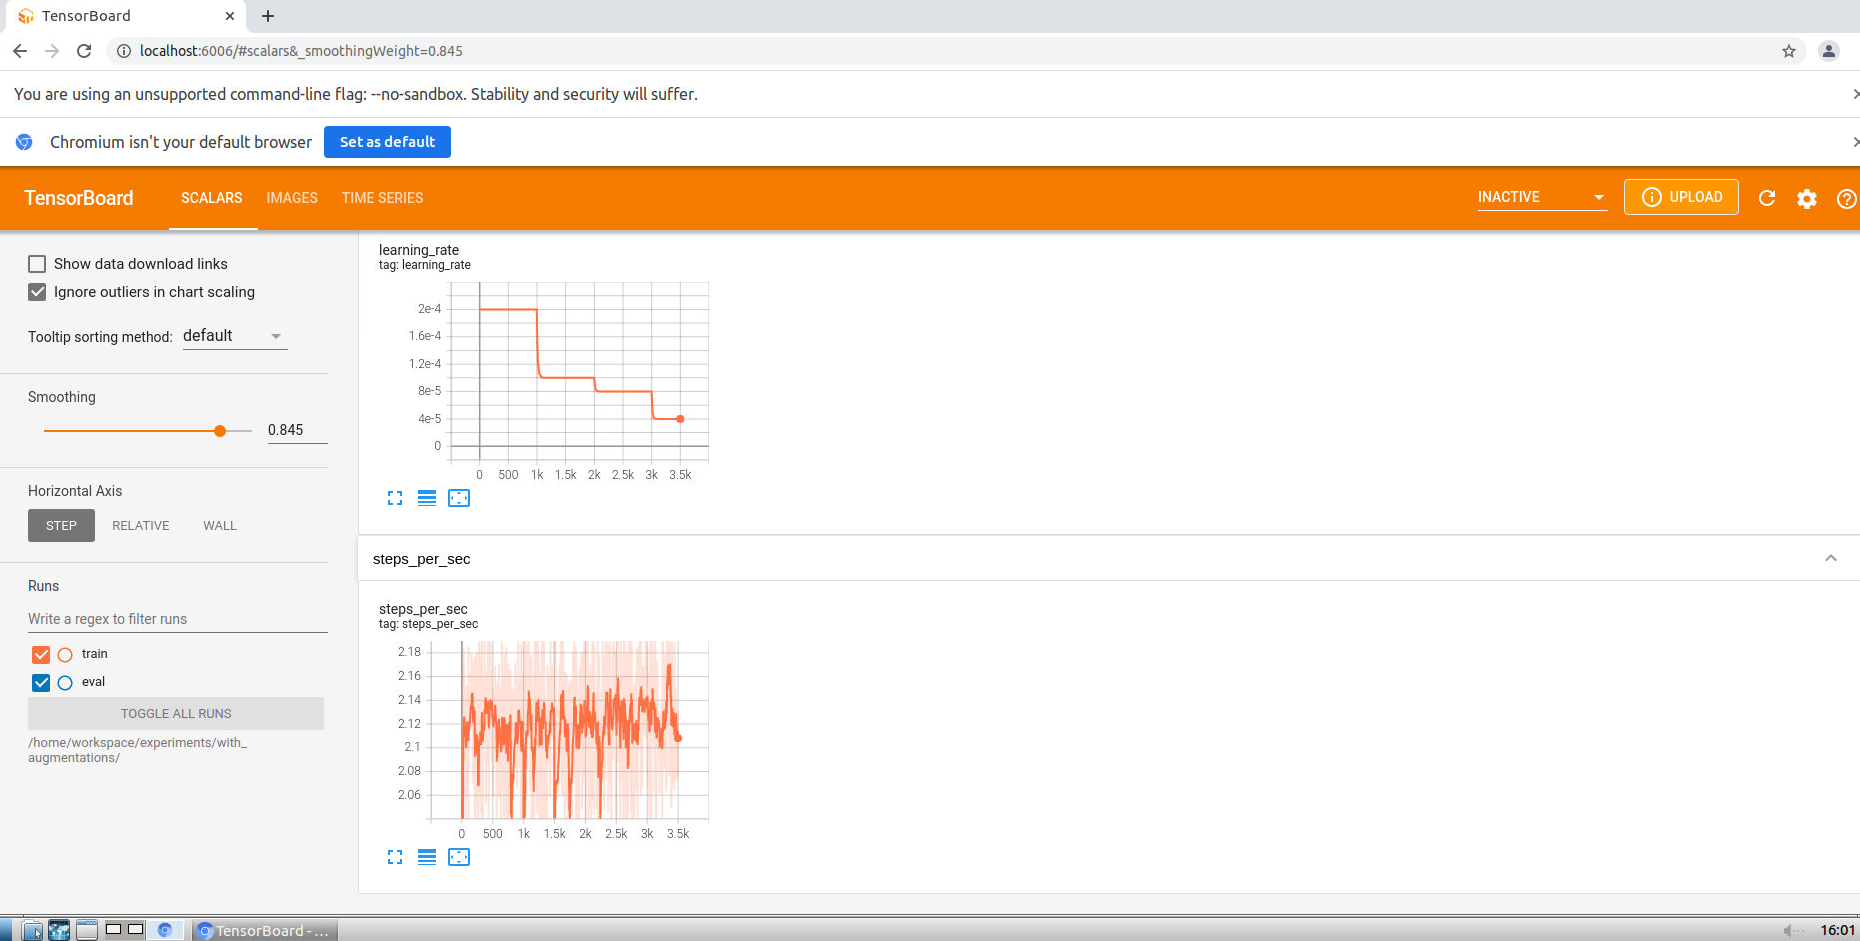 TensorBoard
localhost:6006/#scalars&_smoothingWeight=0.845
You are using an unsupported command-line flag: --no-sandbox. Stability and security will suffer.
Chromium isn't your default browser
Set as default
TensorBoard
SCALARS
IMAGES
TIME SERIES
INACTIVE
UPLOAD
Show data download links
Ignore outliers in chart scaling
Tooltip sorting method: default
Smoothing
0.845
Horizontal Axis
STEP
RELATIVE
WALL
Runs
Write a regex to filter runs
train
eval
TOGGLE ALL RUNS
/home/workspace/experiments/with_
augmentations/
learning_rate
tag: learning_rate
2e-4
1.6e-4
1.2e-4
8e-5
4e-5
0
0 500 1k 1.5k 2k 2.5k 3k 3.5k
steps_per_sec
steps_per_sec
tag: steps_per_sec
2.18
2.16
2.14
2.12
2.1
2.08
2.06
0 500 1k 1.5k 2k 2.5k 3k 3.5k
TensorBoard - ...
16:01